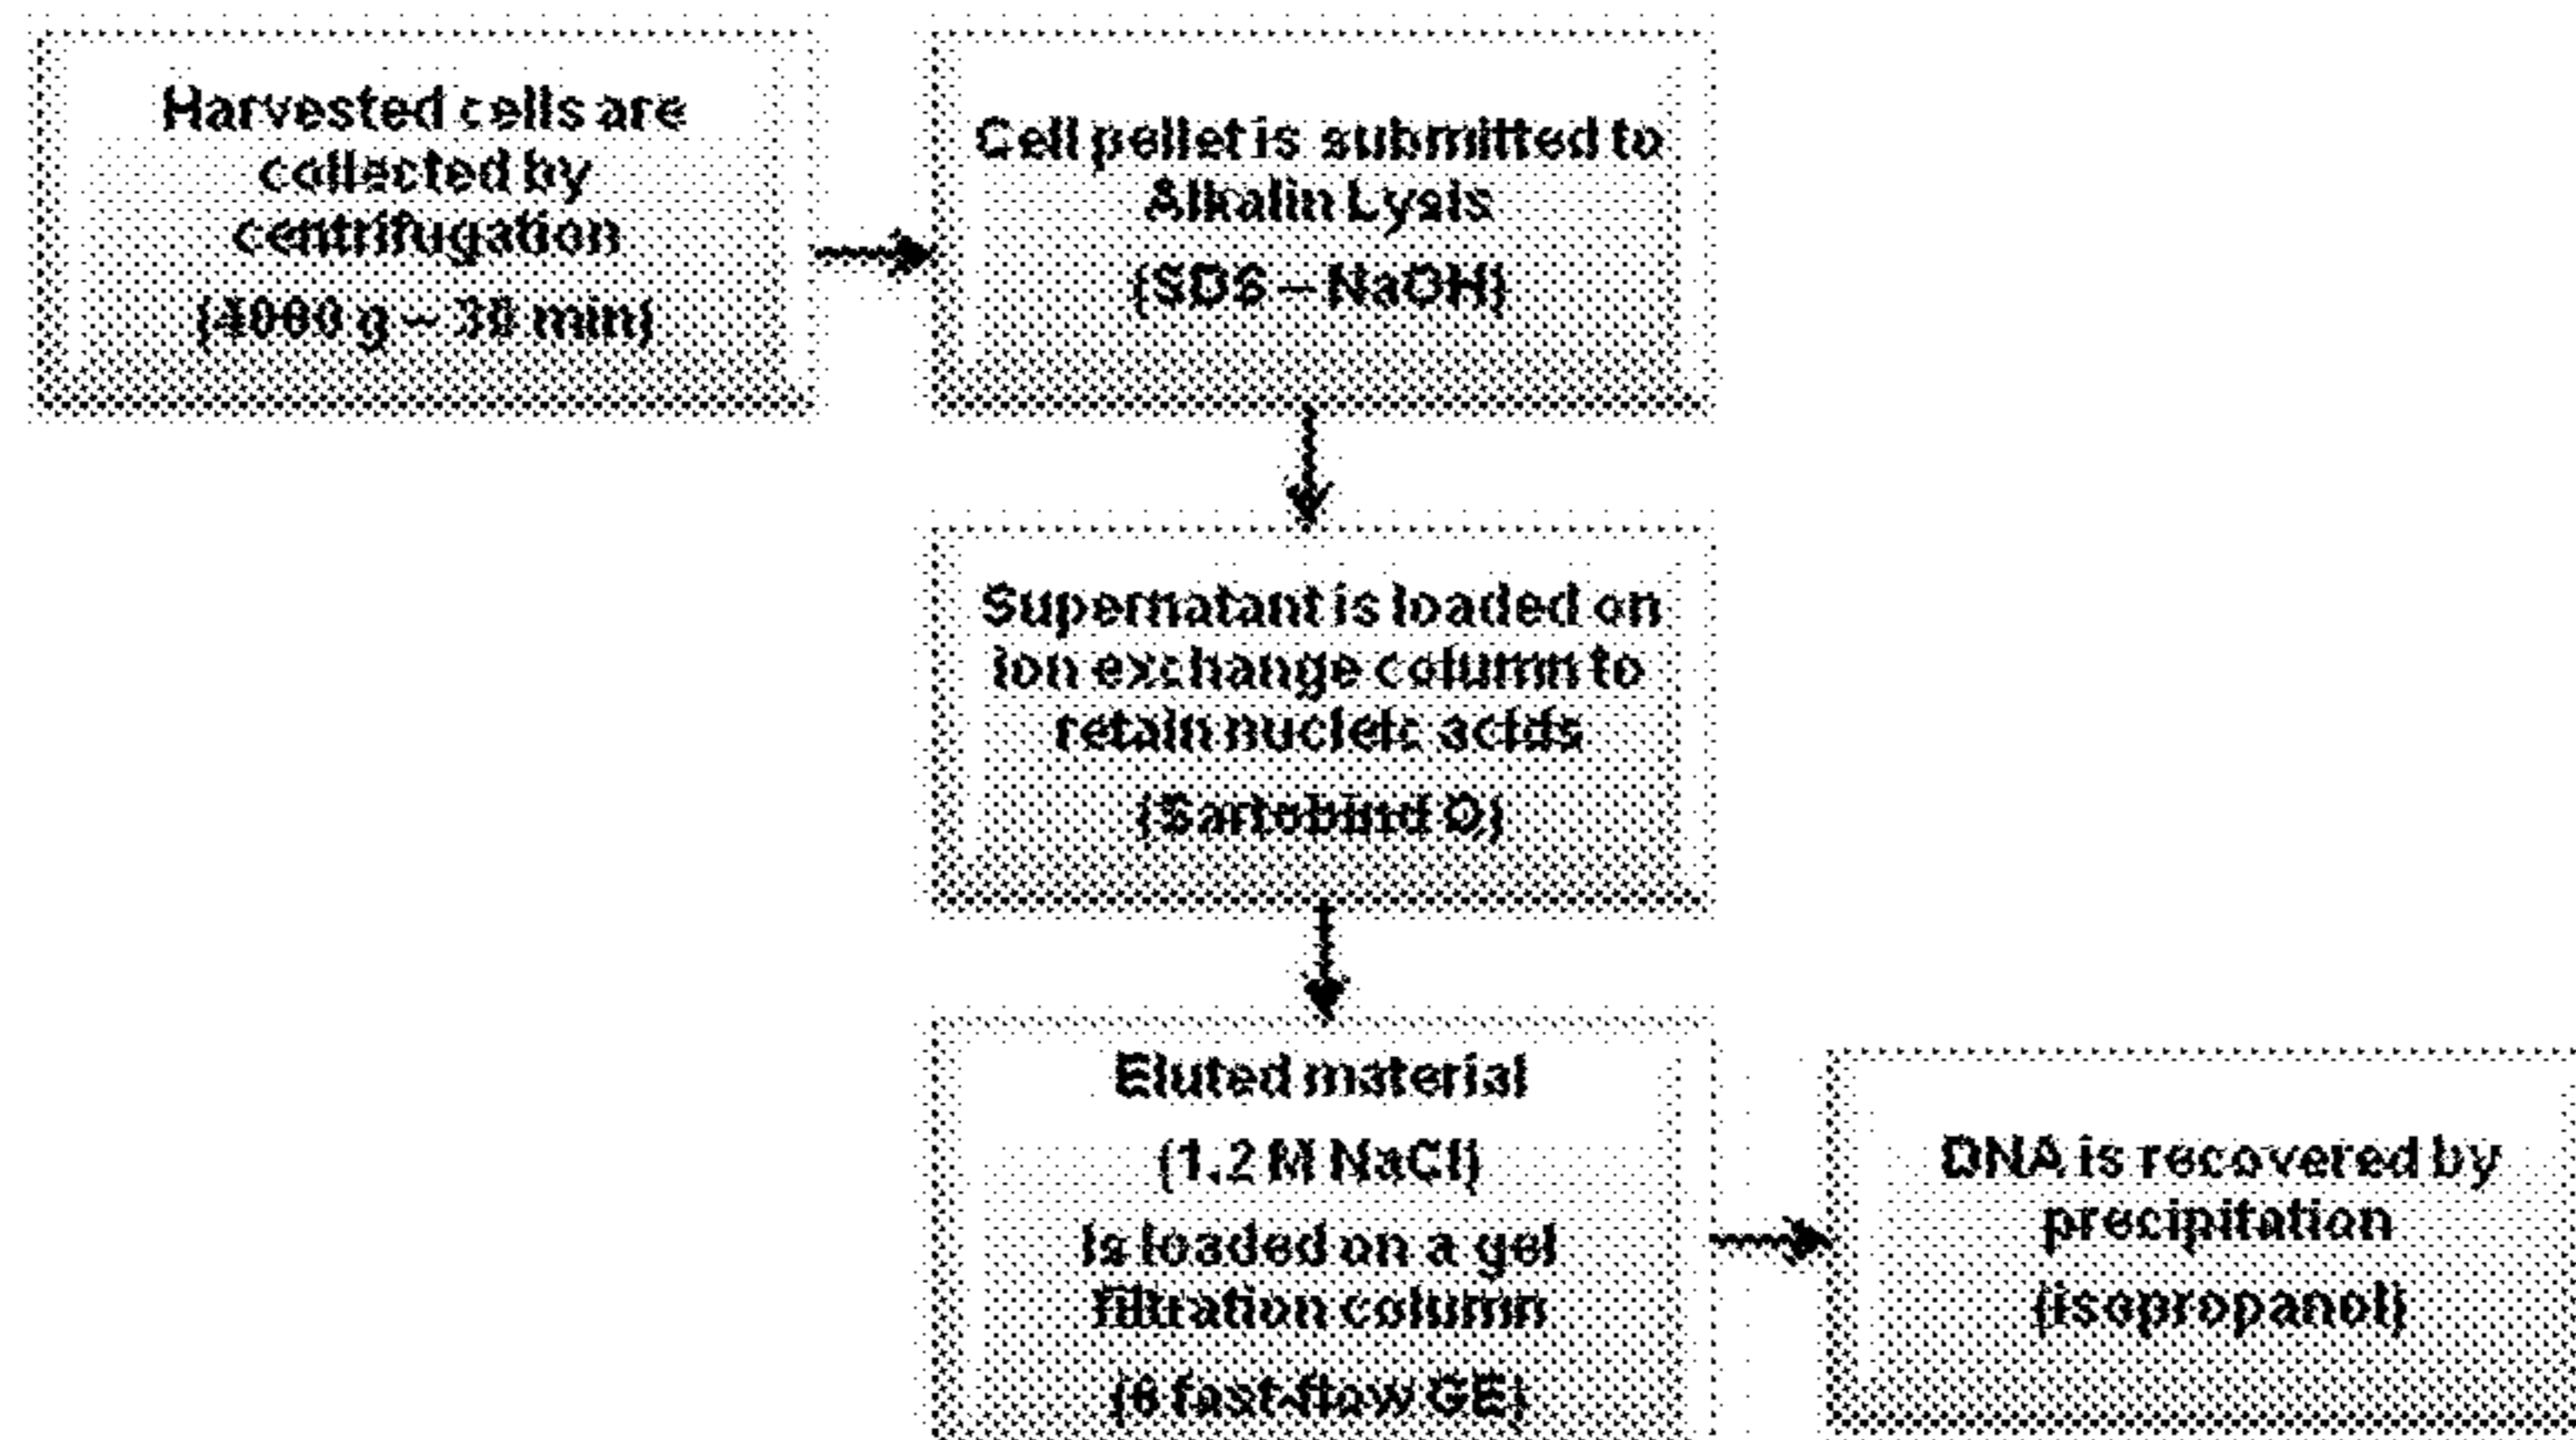 Harvested cells are
collected by
centrifugation
(4000 g – 30 min)
Cell pellet is submitted to
Alkalin Lysis
(SDS – NaOH)
Supernatant is loaded on
ion exchange column to
retain nucleic acids
(Sartobind Q)
Eluted material
(1.2 M NaCl)
Is loaded on a gel
filtration column
(6 fast-flow GE)
DNA is recovered by
precipitation
(isopropanol)